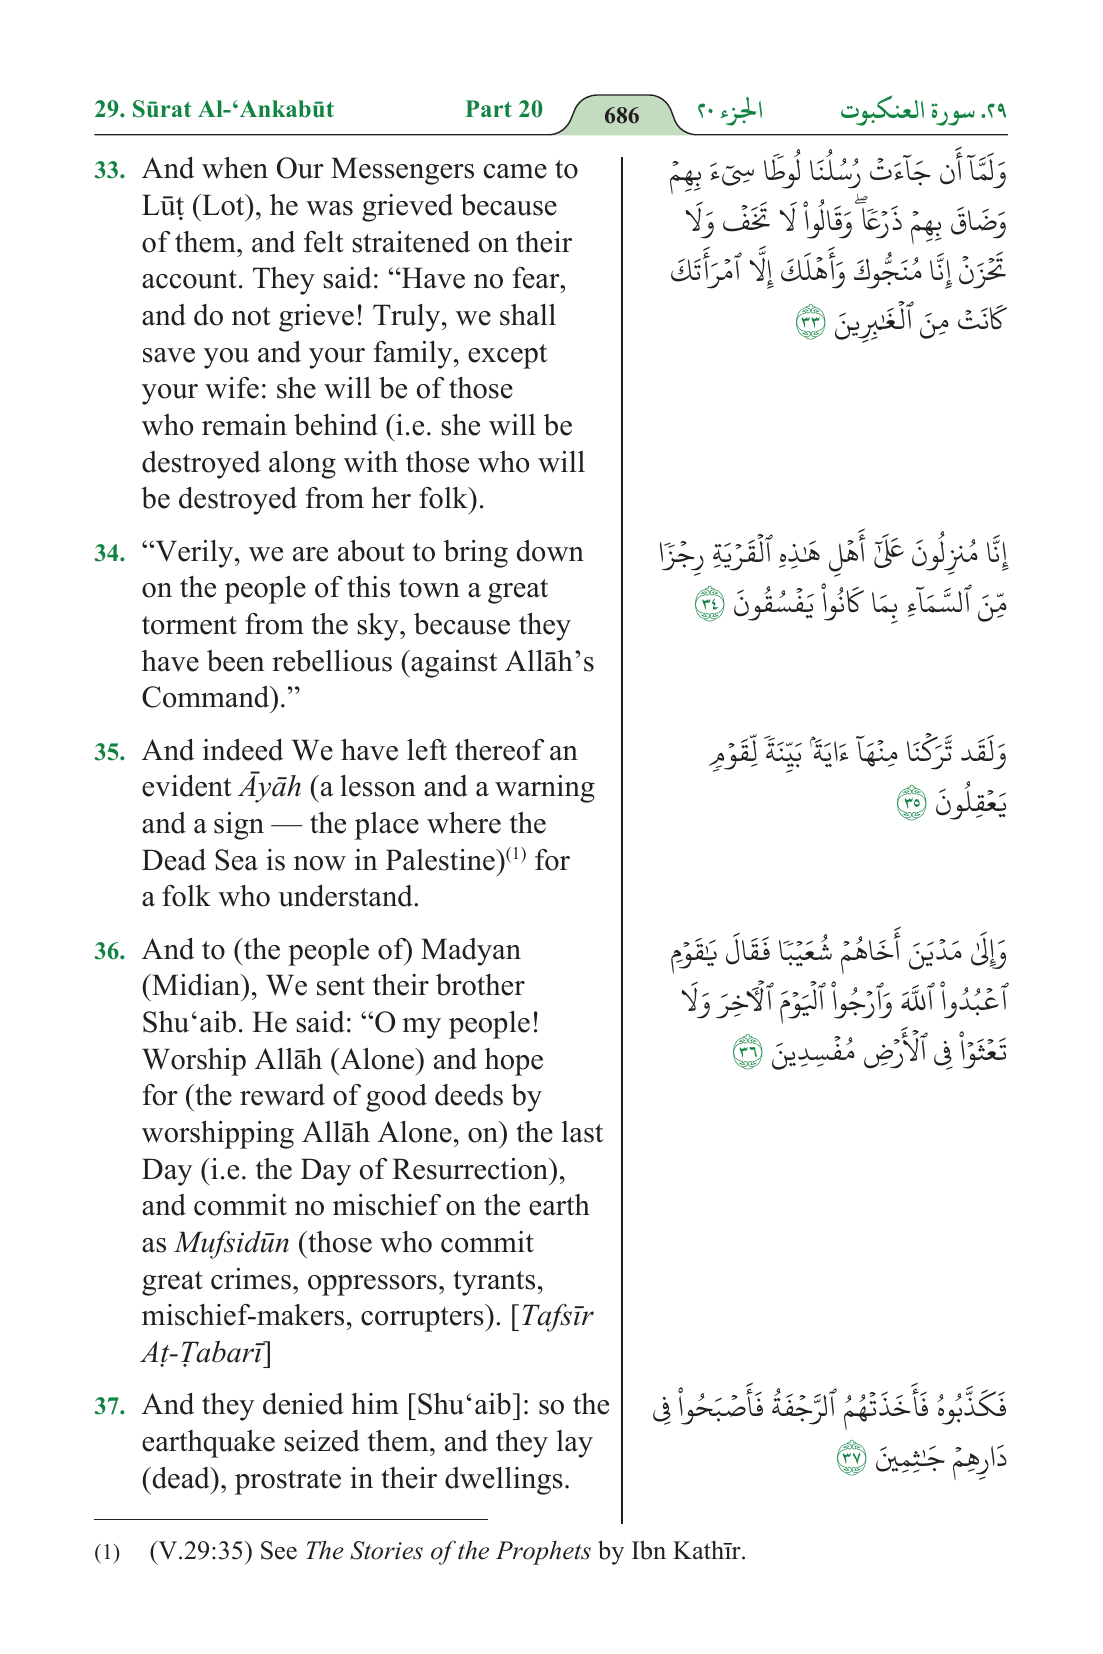 29. Sūrat Al-‘Ankabūt Part 20 686 الجزء ٢٠ ٢٩. سورة العنكبوت
33. And when Our Messengers came to
Lūṭ (Lot), he was grieved because
of them, and felt straitened on their
account. They said: “Have no fear,
and do not grieve! Truly, we shall
save you and your family, except
your wife: she will be of those
who remain behind (i.e. she will be
destroyed along with those who will
be destroyed from her folk).
34. “Verily, we are about to bring down
on the people of this town a great
torment from the sky, because they
have been rebellious (against Allāh’s
Command).”
35. And indeed We have left thereof an
evident Āyāh (a lesson and a warning
and a sign — the place where the
Dead Sea is now in Palestine)(1) for
a folk who understand.
36. And to (the people of) Madyan
(Midian), We sent their brother
Shu‘aib. He said: “O my people!
Worship Allāh (Alone) and hope
for (the reward of good deeds by
worshipping Allāh Alone, on) the last
Day (i.e. the Day of Resurrection),
and commit no mischief on the earth
as Mufsidūn (those who commit
great crimes, oppressors, tyrants,
mischief-makers, corrupters). [Tafsīr
Aṭ-Ṭabarī]
37. And they denied him [Shu‘aib]: so the
earthquake seized them, and they lay
(dead), prostrate in their dwellings.
وَلَمَّآ أَن جَآءَتْ رُسُلُنَا لُوطٗا سِيٓءَ بِهِمْ
وَضَاقَ بِهِمْ ذَرْعٗاۖ وَقَالُواْ لَا تَخَفْ وَلَا
تَحْزَنْ إِنَّا مُنَجُّوكَ وَأَهْلَكَ إِلَّا ٱمْرَأَتَكَ
كَانَتْ مِنَ ٱلْغَٰبِرِينَ ٣٣
إِنَّا مُنزِلُونَ عَلَىٰٓ أَهْلِ هَٰذِهِ ٱلْقَرْيَةِ رِجْزٗا
مِّنَ ٱلسَّمَآءِ بِمَا كَانُواْ يَفْسُقُونَ ٣٤
وَلَقَد تَّرَكْنَا مِنْهَآ ءَايَةَۢ بَيِّنَةٗ لِّقَوْمٖ
يَعْقِلُونَ ٣٥
وَإِلَىٰ مَدْيَنَ أَخَاهُمْ شُعَيْبٗا فَقَالَ يَٰقَوْمِ
ٱعْبُدُواْ ٱللَّهَ وَٱرْجُواْ ٱلْيَوْمَ ٱلْأٓخِرَ وَلَا
تَعْثَوْاْ فِي ٱلْأَرْضِ مُفْسِدِينَ ٣٦
فَكَذَّبُوهُ فَأَخَذَتْهُمُ ٱلرَّجْفَةُ فَأَصْبَحُواْ فِي
دَارِهِمْ جَٰثِمِينَ ٣٧
(1) (V.29:35) See The Stories of the Prophets by Ibn Kathīr.